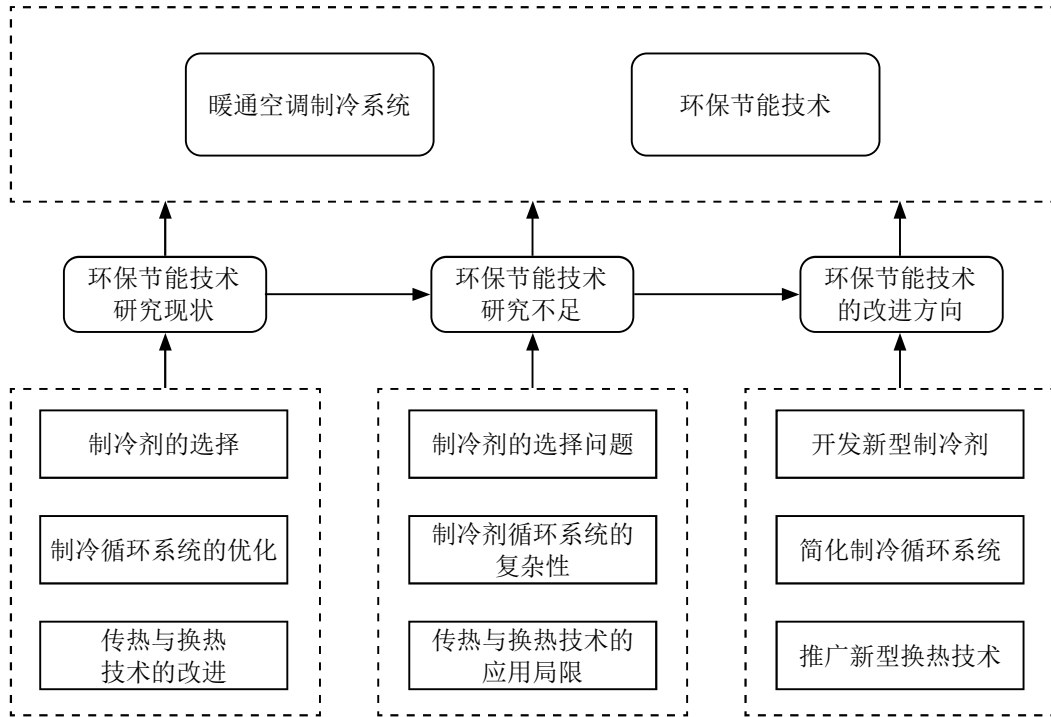 暖通空调制冷系统
环保节能技术
环保节能技术
研究现状
环保节能技术
研究不足
环保节能技术
的改进方向
制冷剂的选择
制冷循环系统的优化
传热与换热
技术的改进
制冷剂的选择问题
制冷剂循环系统的
复杂性
传热与换热技术的
应用局限
开发新型制冷剂
简化制冷循环系统
推广新型换热技术